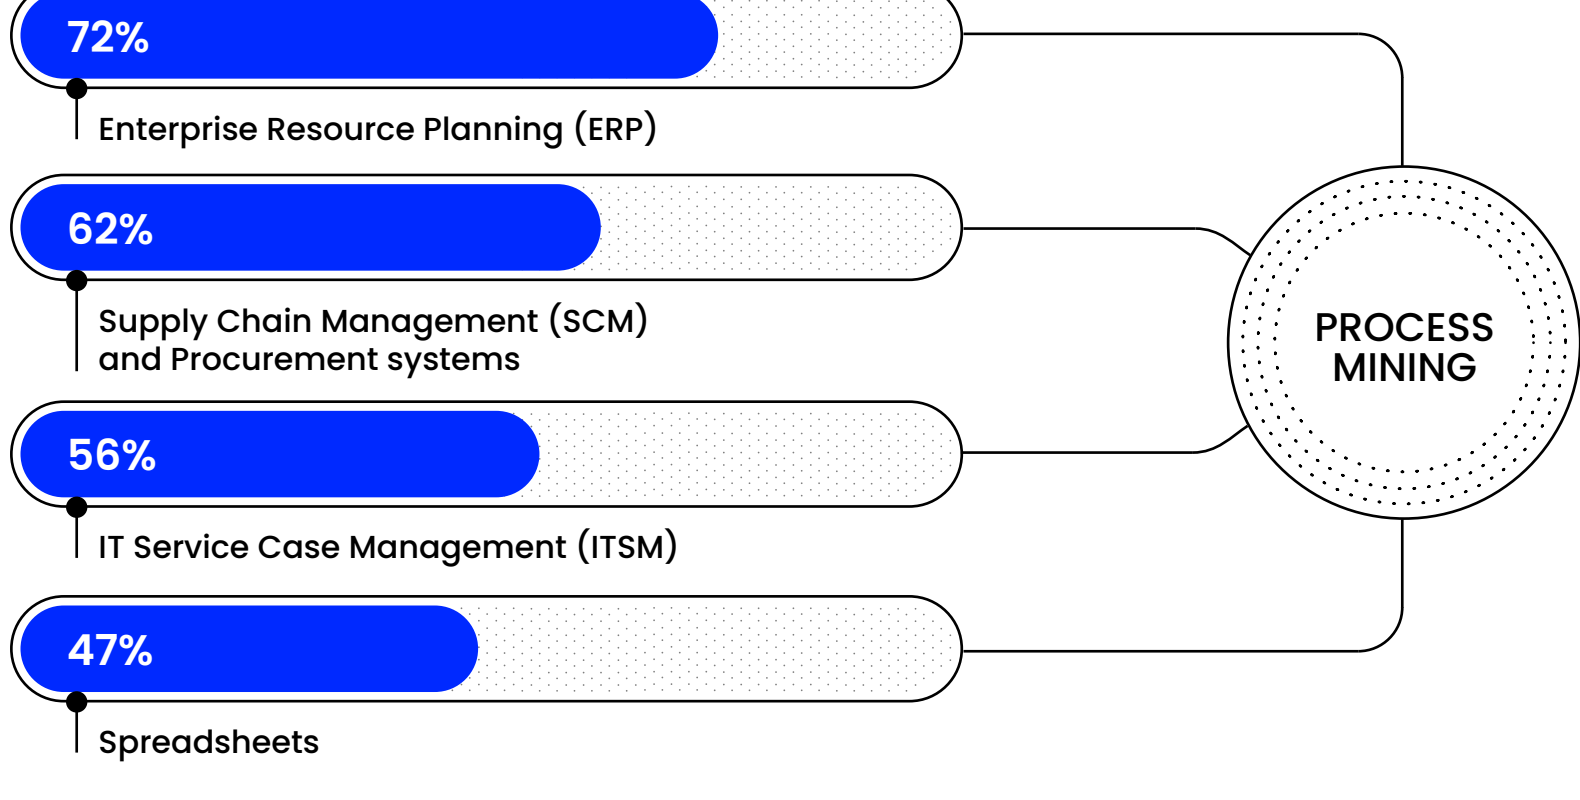 72%
Enterprise Resource Planning (ERP)
62%
Supply Chain Management (SCM)
and Procurement systems
56%
IT Service Case Management (ITSM)
47%
Spreadsheets
PROCESS
MINING